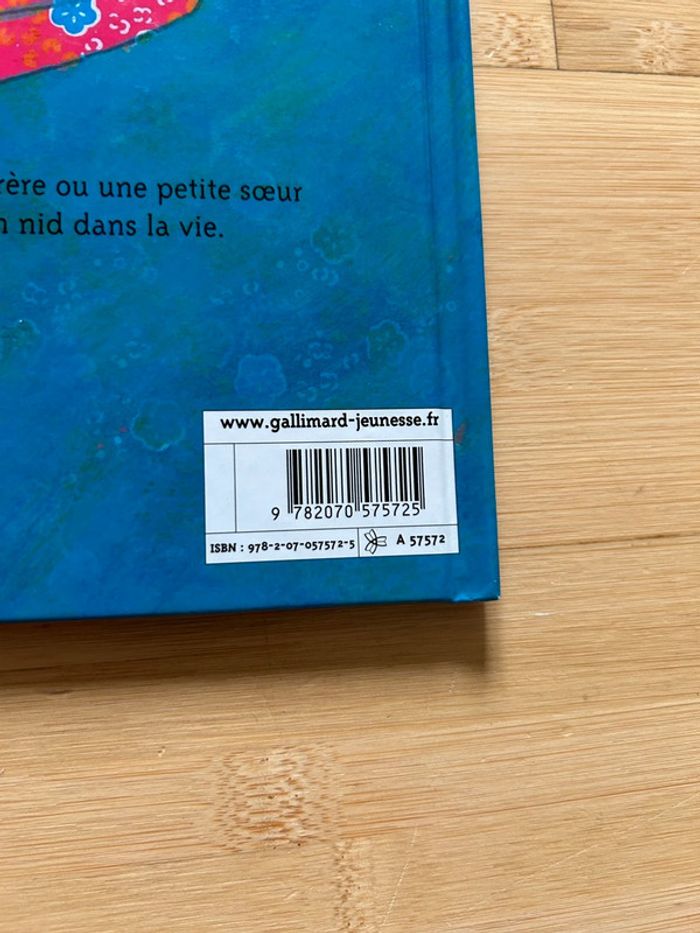 rère ou une petite sœur
n nid dans la vie.
www.gallimard-jeunesse.fr
9 782070 575725
ISBN : 978-2-07-057572-5 A 57572